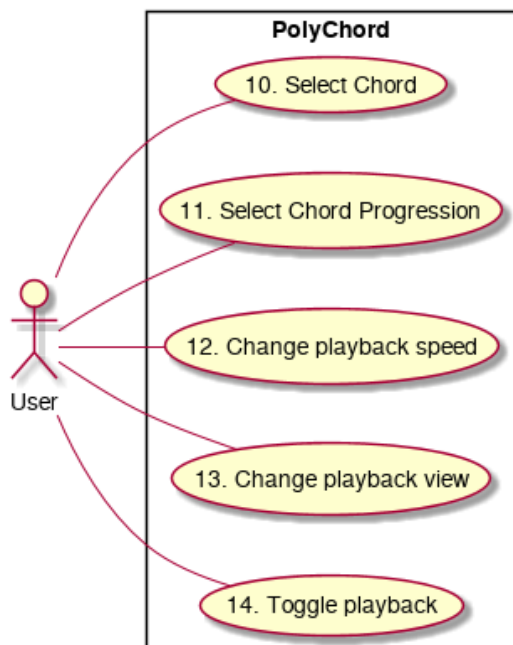 PolyChord
10. Select Chord
11. Select Chord Progression
12. Change playback speed
User
13. Change playback view
14. Toggle playback